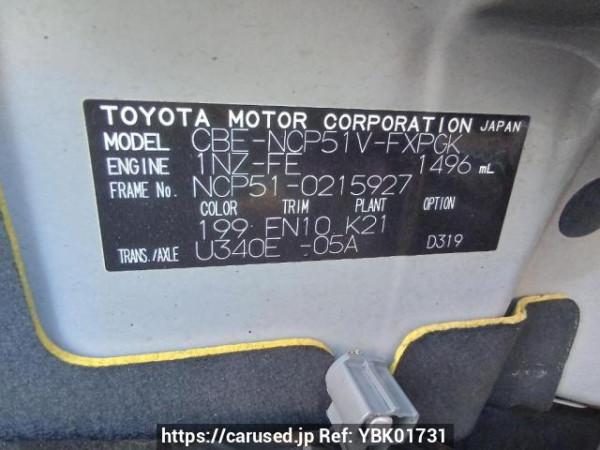 TOYOTA MOTOR CORPORATION JAPAN
MODEL CBE-NCP51V-FXPGK
ENGINE 1NZ-FE 1496 mL
FRAME No. NCP51-0215927
COLOR TRIM PLANT OPTION
199 EN10 K21
TRANS./AXLE U340E -05A D319
https://carused.jp Ref: YBK01731